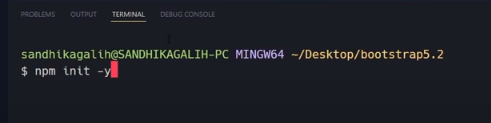 PROBLEMS OUTPUT TERMINAL DEBUG CONSOLE
sandhikagalih@SANDHIKAGALIH-PC MINGW64 ~/Desktop/bootstrap5.2
$ npm init -y